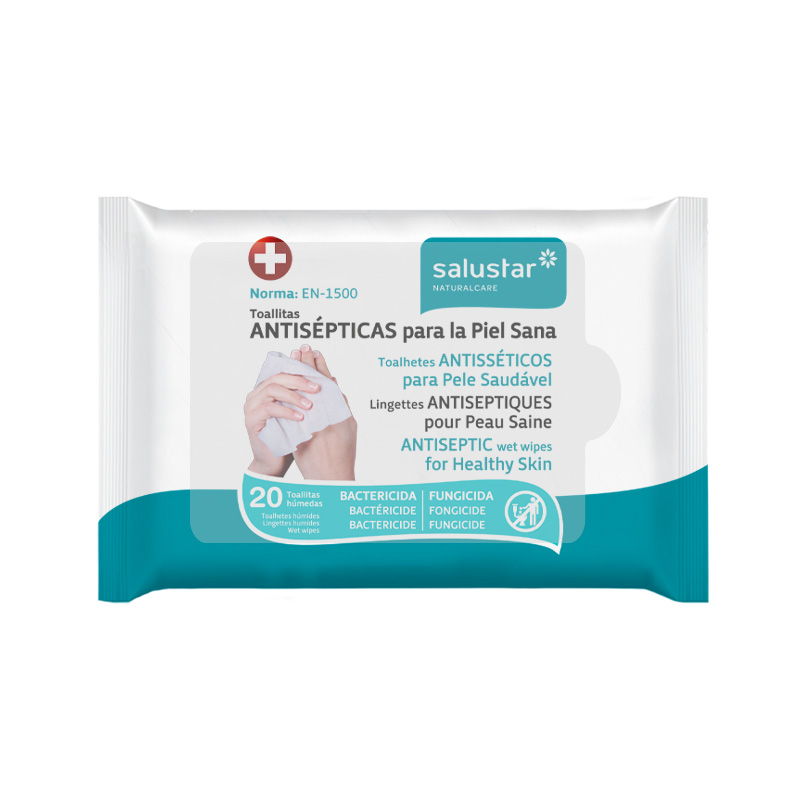 salustar
NATURALCARE
Norma: EN-1500
Toallitas
ANTISÉPTICAS para la Piel Sana
Toalhetes ANTISSÉTICOS
para Pele Saudável
Lingettes ANTISEPTIQUES
pour Peau Saine
ANTISEPTIC wet wipes
for Healthy Skin
20 Toallitas
húmedas
Toalhetes húmidos
Lingettes humides
Wet wipes
BACTERICIDA | FUNGICIDA
BACTÉRICIDE | FONGICIDE
BACTERICIDE | FUNGICIDE